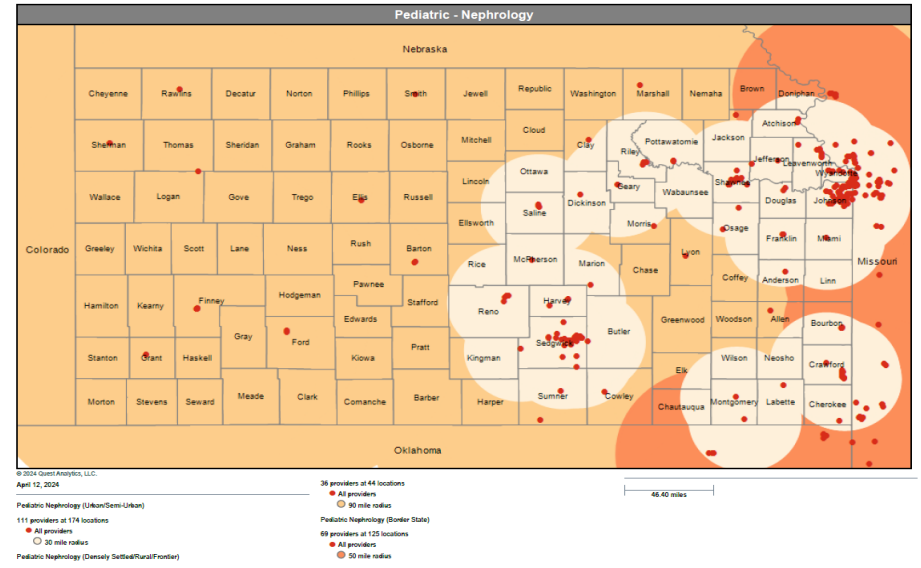 Pediatric - Nephrology
Nebraska
Cheyenne Rawlins Decatur Norton Phillips Smith Jewell Republic Washington Marshall Nemaha Brown Doniphan
Atchison
Sherman Thomas Sheridan Graham Rooks Osborne Mitchell Cloud Clay Riley Pottawatomie Jackson
Jefferson Leavenworth
Wyandotte
Wallace Logan Gove Trego Ellis Russell Lincoln Ottawa Geary Wabaunsee Shawnee
Saline Dickinson Douglas Johnson
Ellsworth Morris Osage
Colorado Greeley Wichita Scott Lane Ness Rush Barton Franklin Miami
Rice McPherson Marion Chase Lyon Missouri
Pawnee Coffey Anderson Linn
Hamilton Kearny Finney Hodgeman Stafford Reno Harvey
Edwards Greenwood Woodson Allen Bourbon
Gray Ford Butler
Stanton Grant Haskell Kiowa Pratt Kingman Sedgwick Wilson Neosho Crawford
Elk
Morton Stevens Seward Meade Clark Comanche Barber Harper Sumner Cowley Chautauqua Montgomery Labette Cherokee
Oklahoma
© 2024 Quest Analytics, LLC.
April 12, 2024
Pediatric Nephrology (Urban/Semi-Urban)
111 providers at 174 locations
All providers
30 mile radius
Pediatric Nephrology (Densely Settled/Rural/Frontier)
36 providers at 44 locations
All providers
90 mile radius
Pediatric Nephrology (Border State)
69 providers at 125 locations
All providers
50 mile radius
46.40 miles